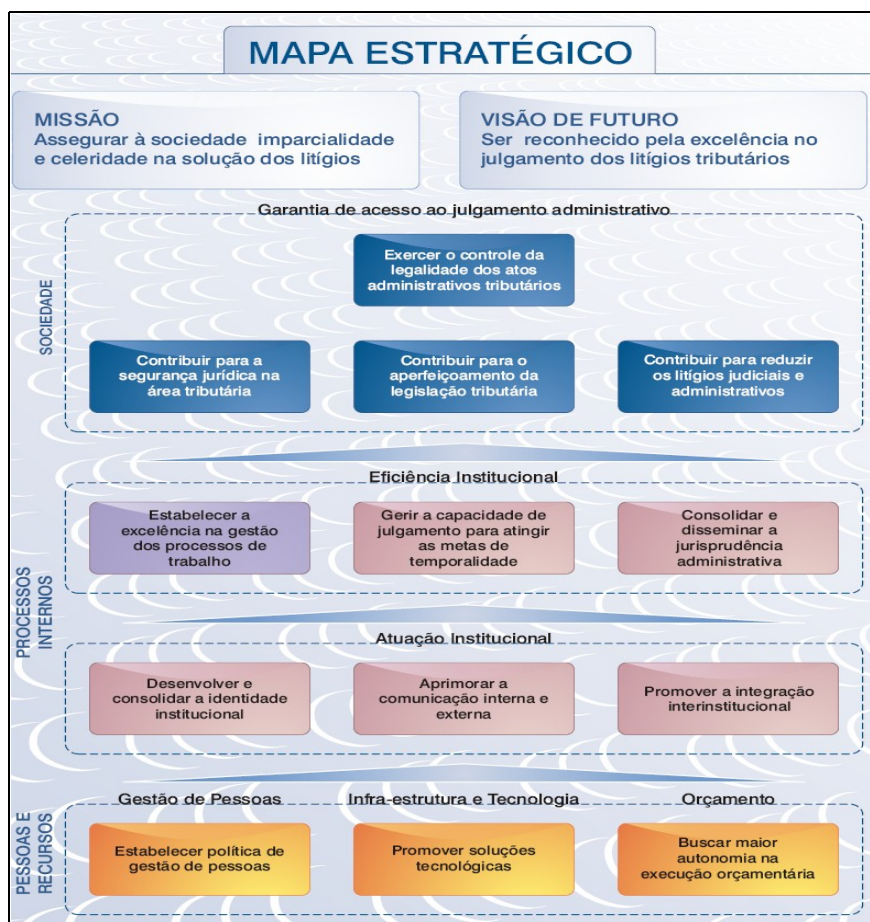 MAPA ESTRATÉGICO
MISSÃO
Assegurar à sociedade imparcialidade
e celeridade na solução dos litígios
VISÃO DE FUTURO
Ser reconhecido pela excelência no
julgamento dos litígios tributários
SOCIEDADE
Garantia de acesso ao julgamento administrativo
Exercer o controle da
legalidade dos atos
administrativos tributários
Contribuir para a
segurança jurídica na
área tributária
Contribuir para o
aperfeiçoamento da
legislação tributária
Contribuir para reduzir
os litígios judiciais e
administrativos
PROCESSOS
INTERNOS
Eficiência Institucional
Estabelecer a
excelência na gestão
dos processos de
trabalho
Gerir a capacidade de
julgamento para atingir
as metas de
temporalidade
Consolidar e
disseminar a
jurisprudência
administrativa
Atuação Institucional
Desenvolver e
consolidar a identidade
institucional
Aprimorar a
comunicação interna e
externa
Promover a integração
interinstitucional
PESSOAS E
RECURSOS
Gestão de Pessoas
Estabelecer política de
gestão de pessoas
Infra-estrutura e Tecnologia
Promover soluções
tecnológicas
Orçamento
Buscar maior
autonomia na
execução orçamentária